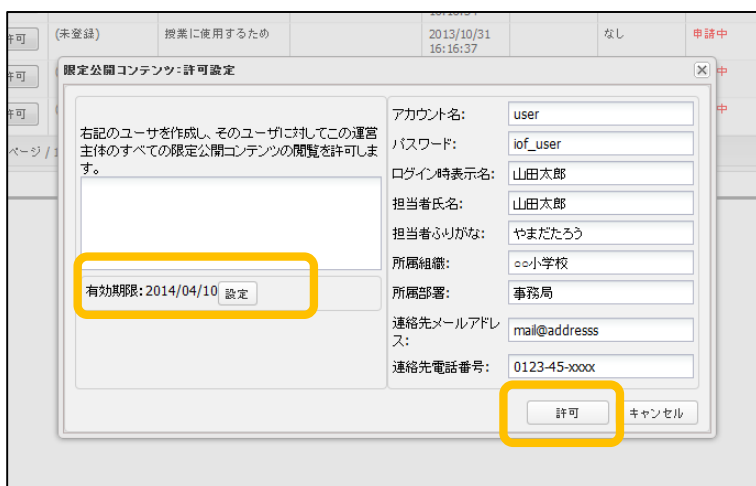 許可 (未登録) 授業に使用するため 2013/10/31 なし 申請中
16:16:37
限定公開コンテンツ:許可設定
許可
許可
ページ / 1
右記のユーザを作成し、そのユーザに対してこの運営
主体のすべての限定公開コンテンツの閲覧を許可しま
す。
有効期限:2014/04/10 設定
アカウント名: user
パスワード: iof_user
ログイン時表示名: 山田太郎
担当者氏名: 山田太郎
担当者ふりがな: やまだたろう
所属組織: ○○小学校
所属部署: 事務局
連絡先メールアドレ
ス: mail@addresss
連絡先電話番号: 0123-45-xxxx
許可 キャンセル